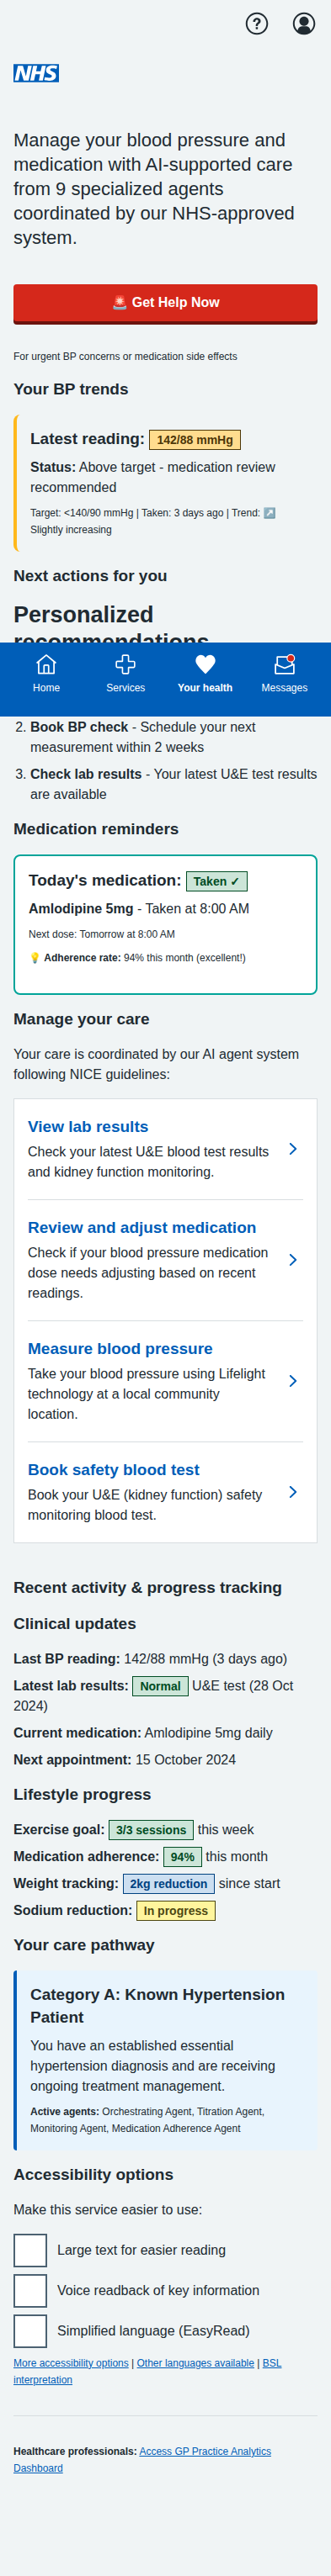 NHS
Manage your blood pressure and
medication with AI-supported care
from 9 specialized agents
coordinated by our NHS-approved
system.
🚨 Get Help Now
For urgent BP concerns or medication side effects
Your BP trends
Latest reading: 142/88 mmHg
Status: Above target - medication review
recommended
Target: <140/90 mmHg | Taken: 3 days ago | Trend: ↗️
Slightly increasing
Next actions for you
Personalized
recommendations
Home Services Your health Messages
2. Book BP check - Schedule your next
measurement within 2 weeks
3. Check lab results - Your latest U&E test results
are available
Medication reminders
Today's medication: Taken ✓
Amlodipine 5mg - Taken at 8:00 AM
Next dose: Tomorrow at 8:00 AM
💡 Adherence rate: 94% this month (excellent!)
Manage your care
Your care is coordinated by our AI agent system
following NICE guidelines:
View lab results
Check your latest U&E blood test results
and kidney function monitoring.
Review and adjust medication
Check if your blood pressure medication
dose needs adjusting based on recent
readings.
Measure blood pressure
Take your blood pressure using Lifelight
technology at a local community
location.
Book safety blood test
Book your U&E (kidney function) safety
monitoring blood test.
Recent activity & progress tracking
Clinical updates
Last BP reading: 142/88 mmHg (3 days ago)
Latest lab results: Normal U&E test (28 Oct
2024)
Current medication: Amlodipine 5mg daily
Next appointment: 15 October 2024
Lifestyle progress
Exercise goal: 3/3 sessions this week
Medication adherence: 94% this month
Weight tracking: 2kg reduction since start
Sodium reduction: In progress
Your care pathway
Category A: Known Hypertension
Patient
You have an established essential
hypertension diagnosis and are receiving
ongoing treatment management.
Active agents: Orchestrating Agent, Titration Agent,
Monitoring Agent, Medication Adherence Agent
Accessibility options
Make this service easier to use:
Large text for easier reading
Voice readback of key information
Simplified language (EasyRead)
More accessibility options | Other languages available | BSL
interpretation
Healthcare professionals: Access GP Practice Analytics
Dashboard